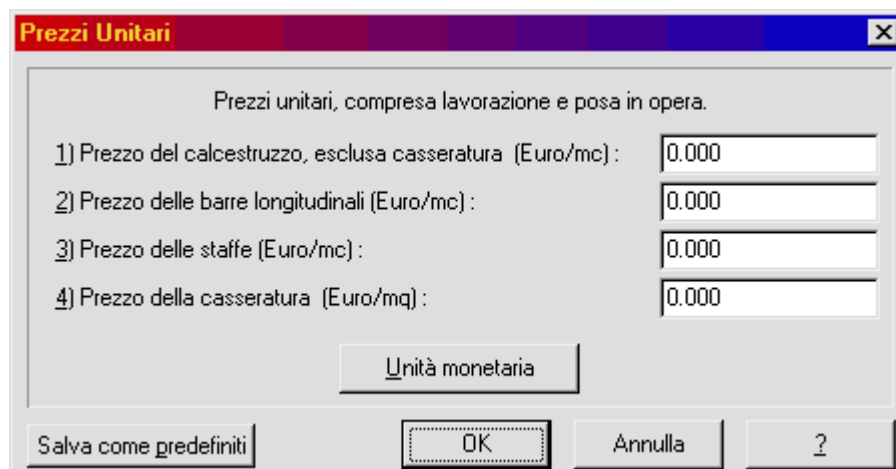 Prezzi Unitari
Prezzi unitari, compresa lavorazione e posa in opera.
1) Prezzo del calcestruzzo, esclusa casseratura (Euro/mc) : 0.000
2) Prezzo delle barre longitudinali (Euro/mc) : 0.000
3) Prezzo delle staffe (Euro/mc) : 0.000
4) Prezzo della casseratura (Euro/mq) : 0.000
Unità monetaria
Salva come predefiniti OK Annulla ?